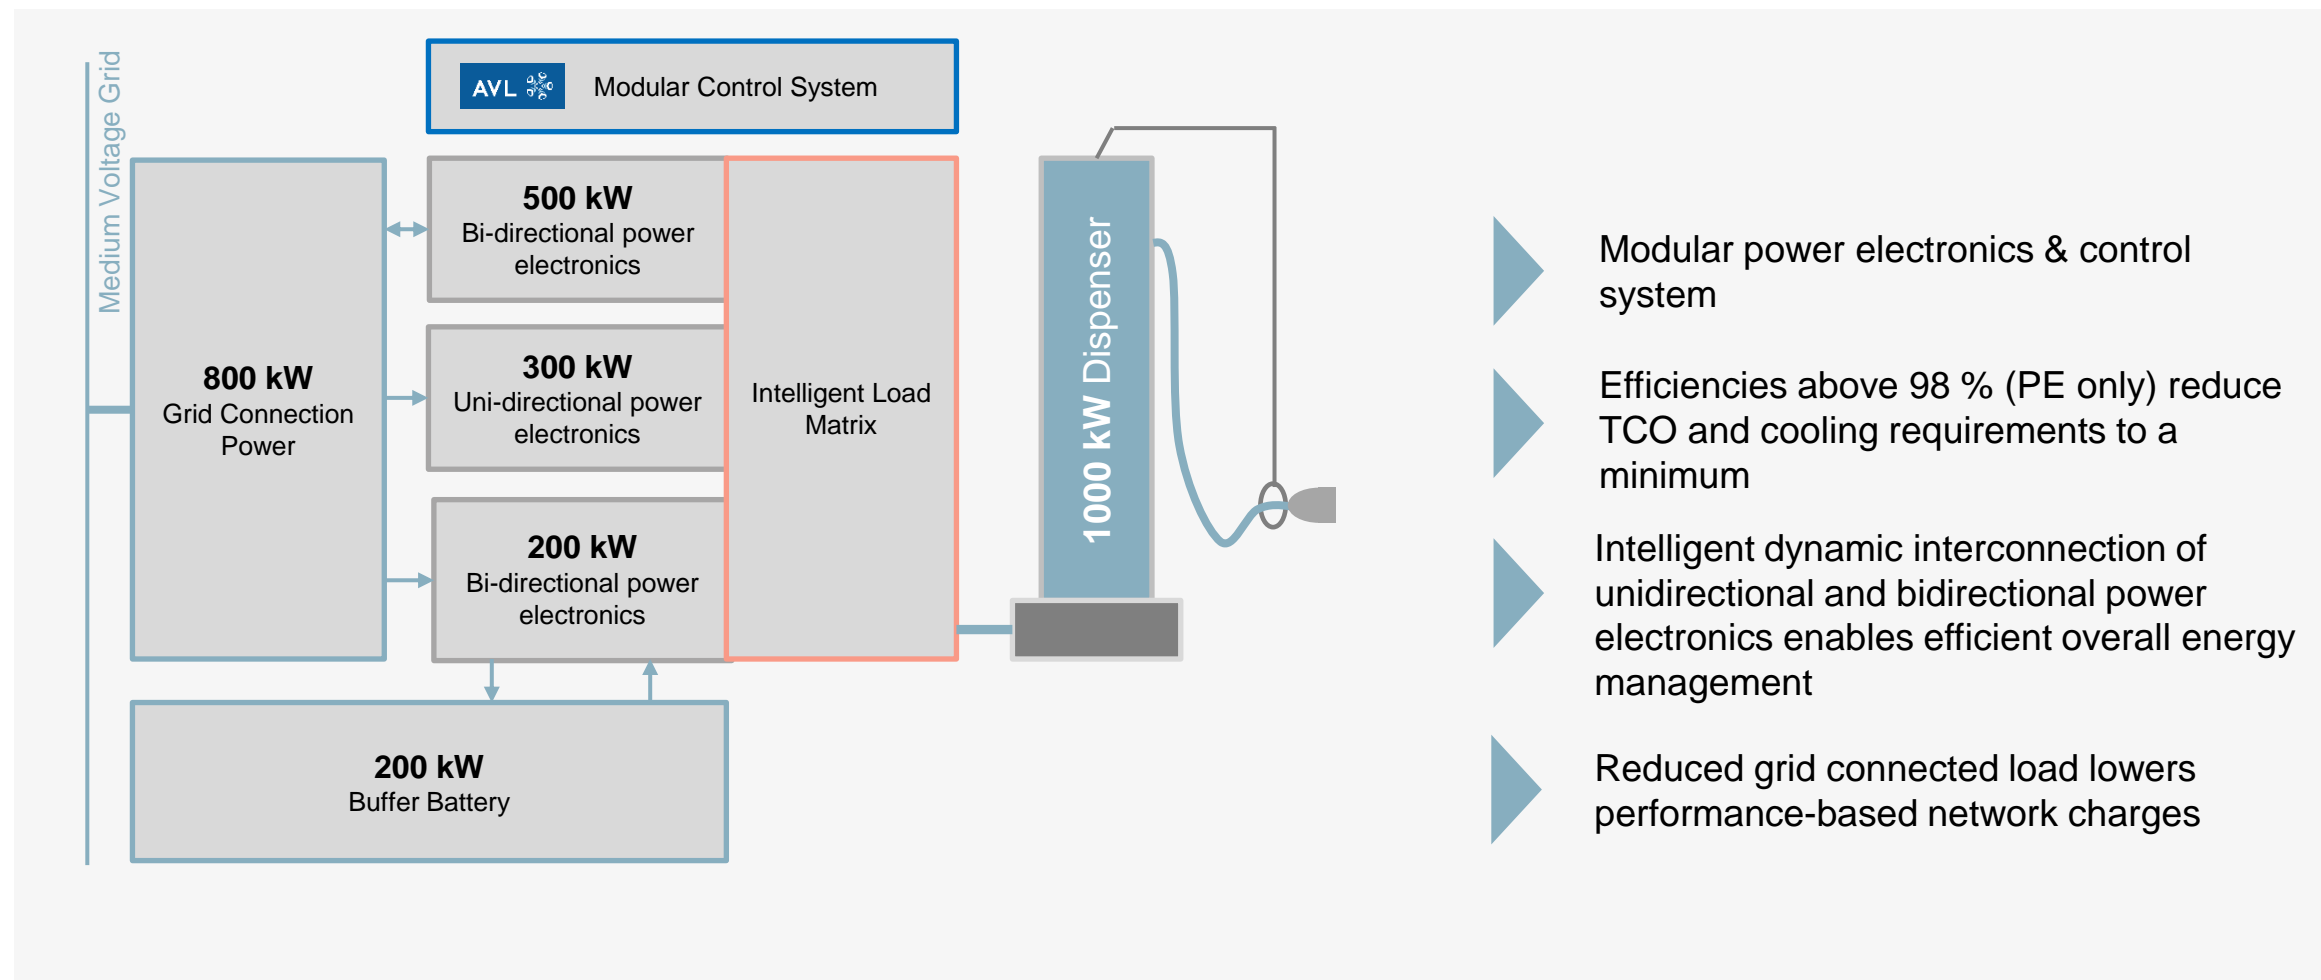 Medium Voltage Grid
AVL
Modular Control System
800 kW
Grid Connection
Power
500 kW
Bi-directional power
electronics
300 kW
Uni-directional power
electronics
200 kW
Bi-directional power
electronics
Intelligent Load
Matrix
200 kW
Buffer Battery
1000 kW Dispenser
Modular power electronics & control
system
Efficiencies above 98 % (PE only) reduce
TCO and cooling requirements to a
minimum
Intelligent dynamic interconnection of
unidirectional and bidirectional power
electronics enables efficient overall energy
management
Reduced grid connected load lowers
performance-based network charges